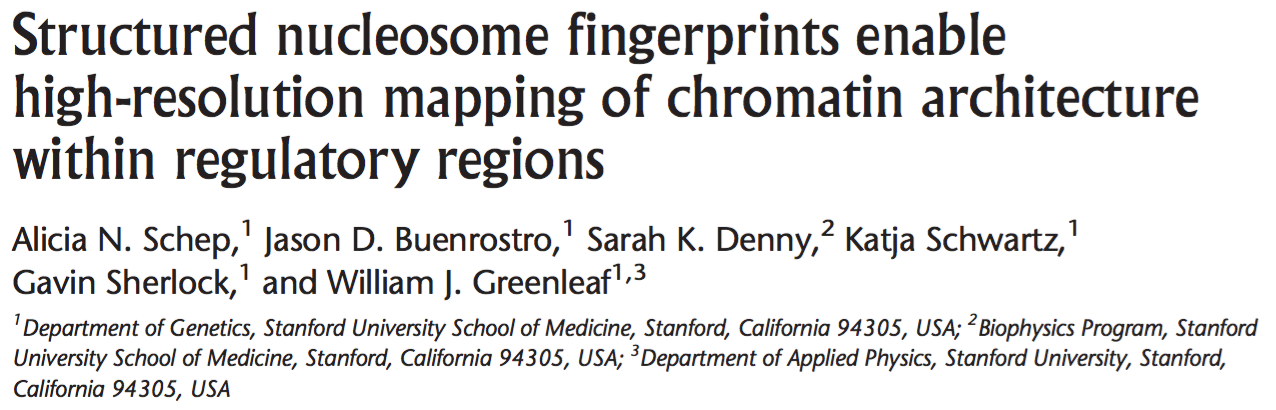 Structured nucleosome fingerprints enable
high-resolution mapping of chromatin architecture
within regulatory regions
Alicia N. Schep,1 Jason D. Buenrostro,1 Sarah K. Denny,2 Katja Schwartz,1
Gavin Sherlock,1 and William J. Greenleaf1,3
1Department of Genetics, Stanford University School of Medicine, Stanford, California 94305, USA; 2Biophysics Program, Stanford
University School of Medicine, Stanford, California 94305, USA; 3Department of Applied Physics, Stanford University, Stanford,
California 94305, USA